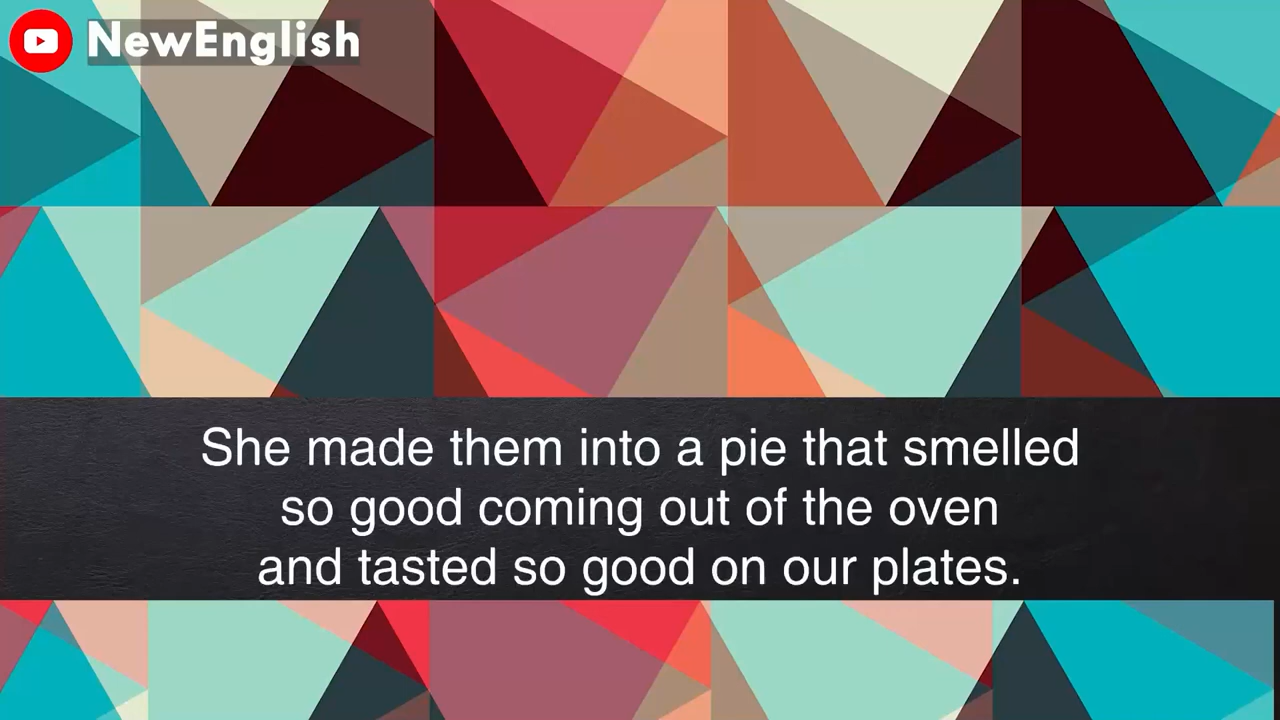 NewEnglish
She made them into a pie that smelled
so good coming out of the oven
and tasted so good on our plates.